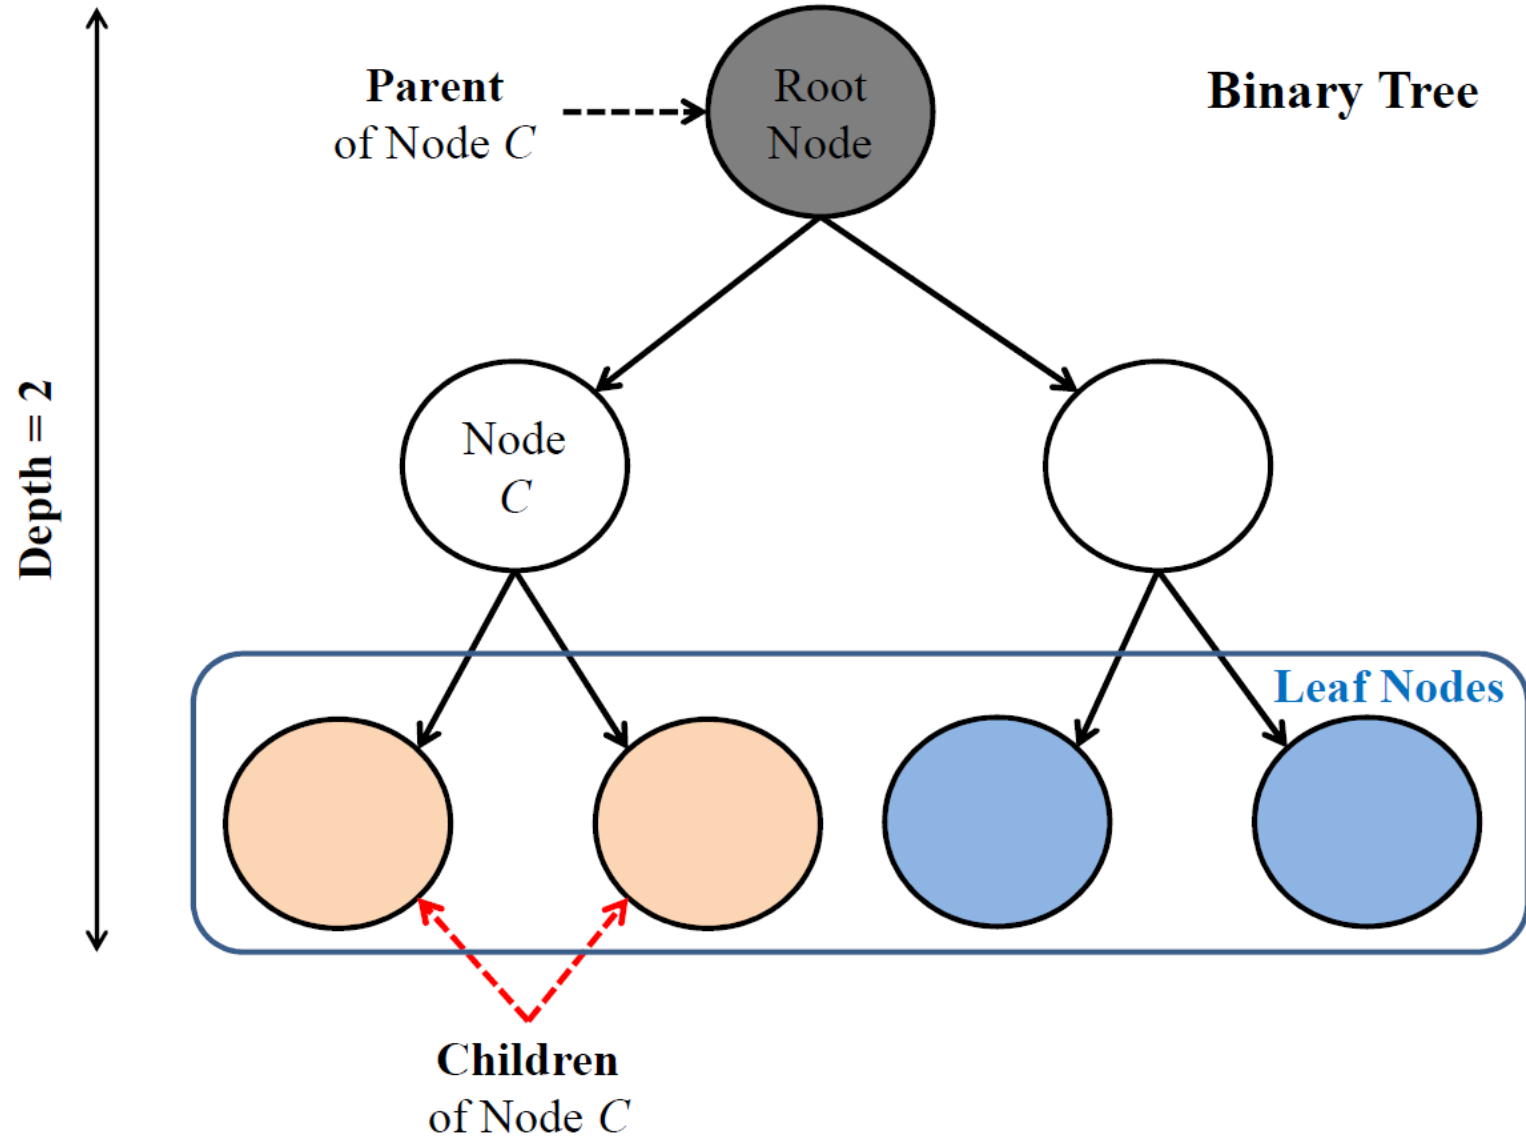 Parent
of Node C
Root
Node
Binary Tree
Depth = 2
Node
C
Leaf Nodes
Children
of Node C